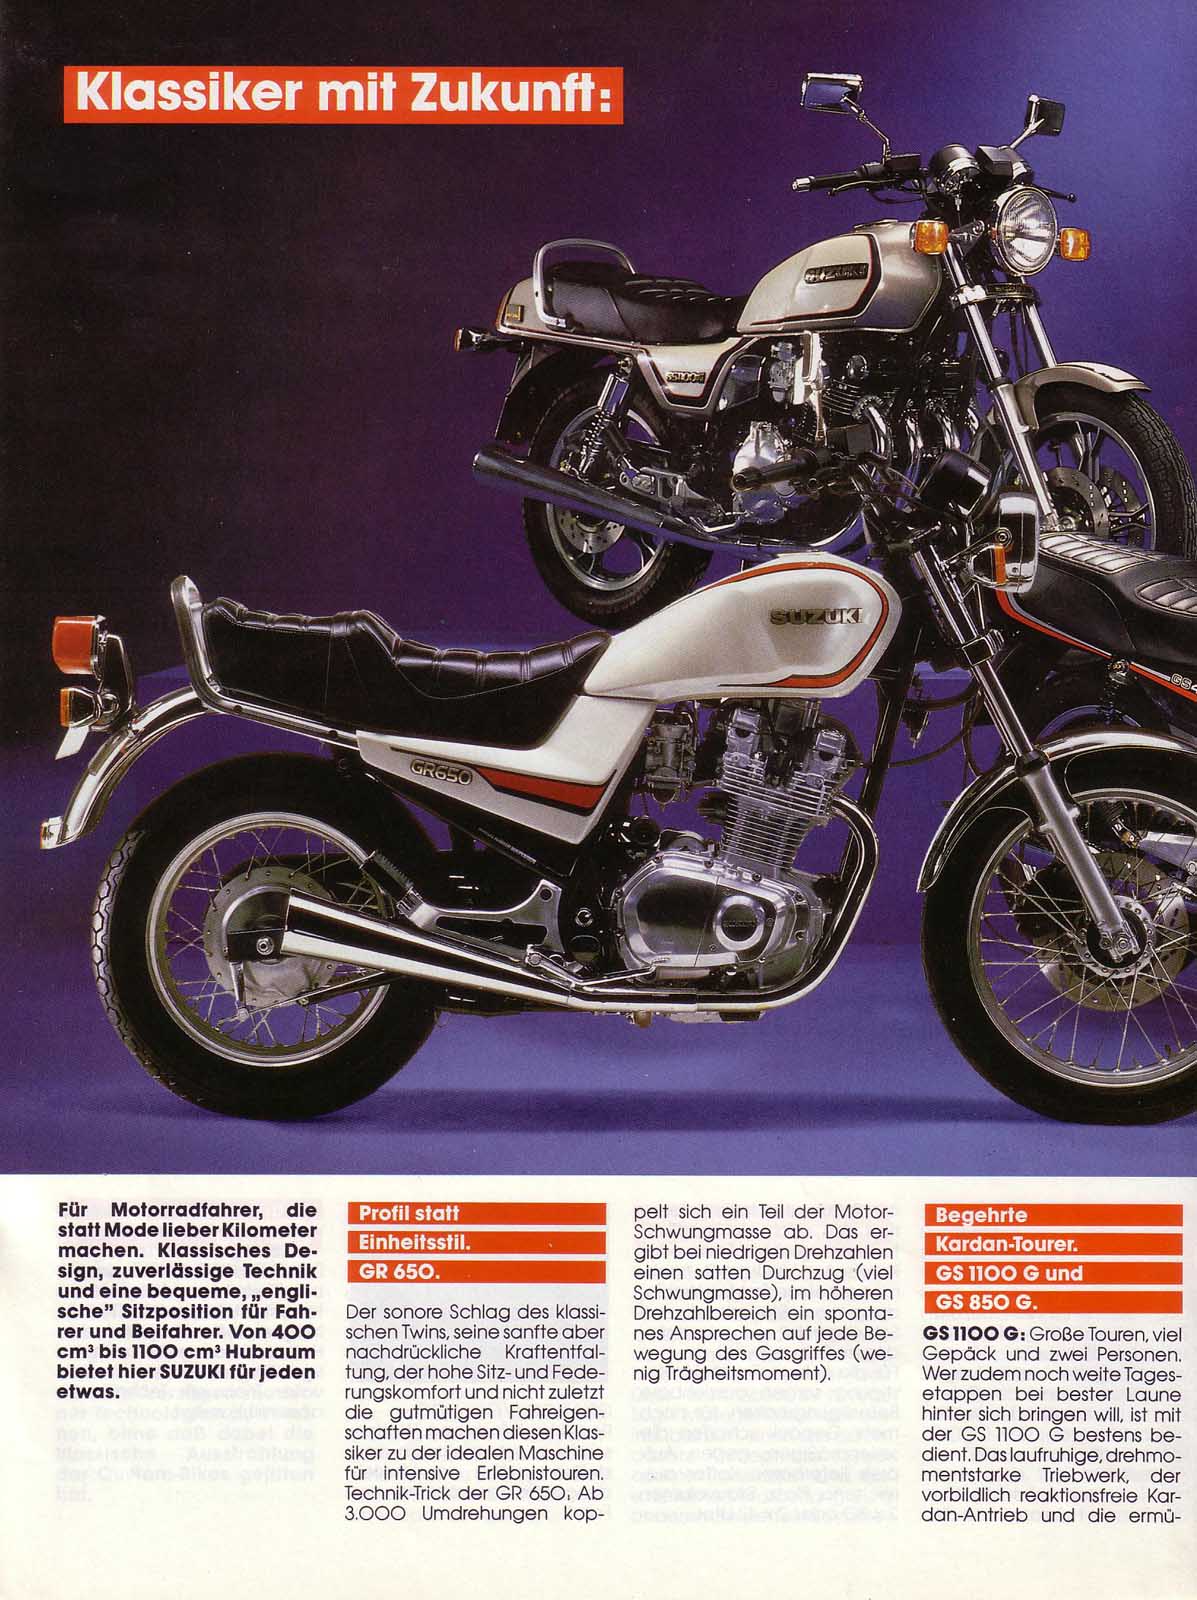 Klassiker mit Zukunft:
SUZUKI
GS1100G
SUZUKI
GS
GR650
Für Motorradfahrer, die
statt Mode lieber Kilometer
machen. Klassisches De-
sign, zuverlässige Technik
und eine bequeme, „engli-
sche” Sitzposition für Fah-
rer und Beifahrer. Von 400
cm³ bis 1100 cm³ Hubraum
bietet hier SUZUKI für jeden
etwas.
Profil statt
Einheitsstil.
GR 650.
Der sonore Schlag des klassi-
schen Twins, seine sanfte aber
nachdrückliche Kraftentfal-
tung, der hohe Sitz- und Fede-
rungskomfort und nicht zuletzt
die gutmütigen Fahreigen-
schaften machen diesen Klas-
siker zu der idealen Maschine
für intensive Erlebnistouren.
Technik-Trick der GR 650: Ab
3.000 Umdrehungen kop-
pelt sich ein Teil der Motor-
Schwungmasse ab. Das er-
gibt bei niedrigen Drehzahlen
einen satten Durchzug (viel
Schwungmasse), im höheren
Drehzahlbereich ein sponta-
nes Ansprechen auf jede Be-
wegung des Gasgriffes (we-
nig Trägheitsmoment).
Begehrte
Kardan-Tourer.
GS 1100 G und
GS 850 G.
GS 1100 G: Große Touren, viel
Gepäck und zwei Personen.
Wer zudem noch weite Tages-
etappen bei bester Laune
hinter sich bringen will, ist mit
der GS 1100 G bestens be-
dient. Das laufruhige, drehmo-
mentstarke Triebwerk, der
vorbildlich reaktionsfreie Kar-
dan-Antrieb und die ermü-